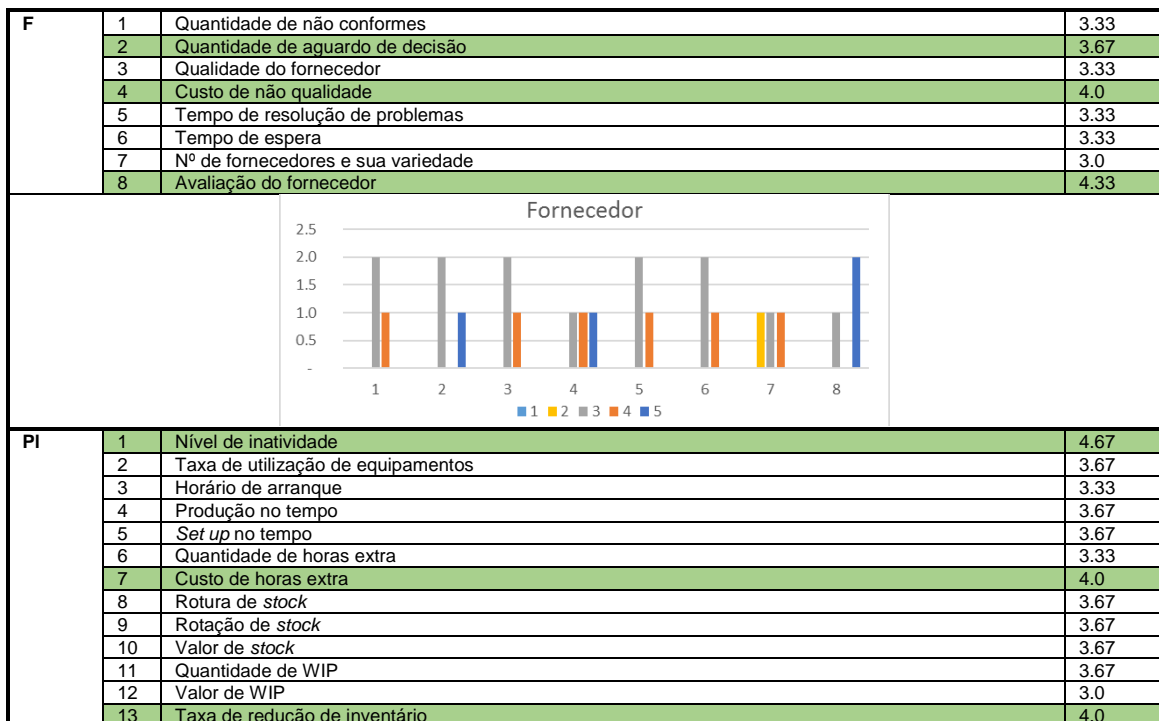 F 1 Quantidade de não conformes 3.33
2 Quantidade de aguardo de decisão 3.67
3 Qualidade do fornecedor 3.33
4 Custo de não qualidade 4.0
5 Tempo de resolução de problemas 3.33
6 Tempo de espera 3.33
7 Nº de fornecedores e sua variedade 3.0
8 Avaliação do fornecedor 4.33
Fornecedor
2.5
2.0
1.5
1.0
0.5
-
1 2 3 4 5 6 7 8
1 2 3 4 5
PI 1 Nível de inatividade 4.67
2 Taxa de utilização de equipamentos 3.67
3 Horário de arranque 3.33
4 Produção no tempo 3.67
5 Set up no tempo 3.67
6 Quantidade de horas extra 3.33
7 Custo de horas extra 4.0
8 Rotura de stock 3.67
9 Rotação de stock 3.67
10 Valor de stock 3.67
11 Quantidade de WIP 3.67
12 Valor de WIP 3.0
13 Taxa de redução de inventário 4.0